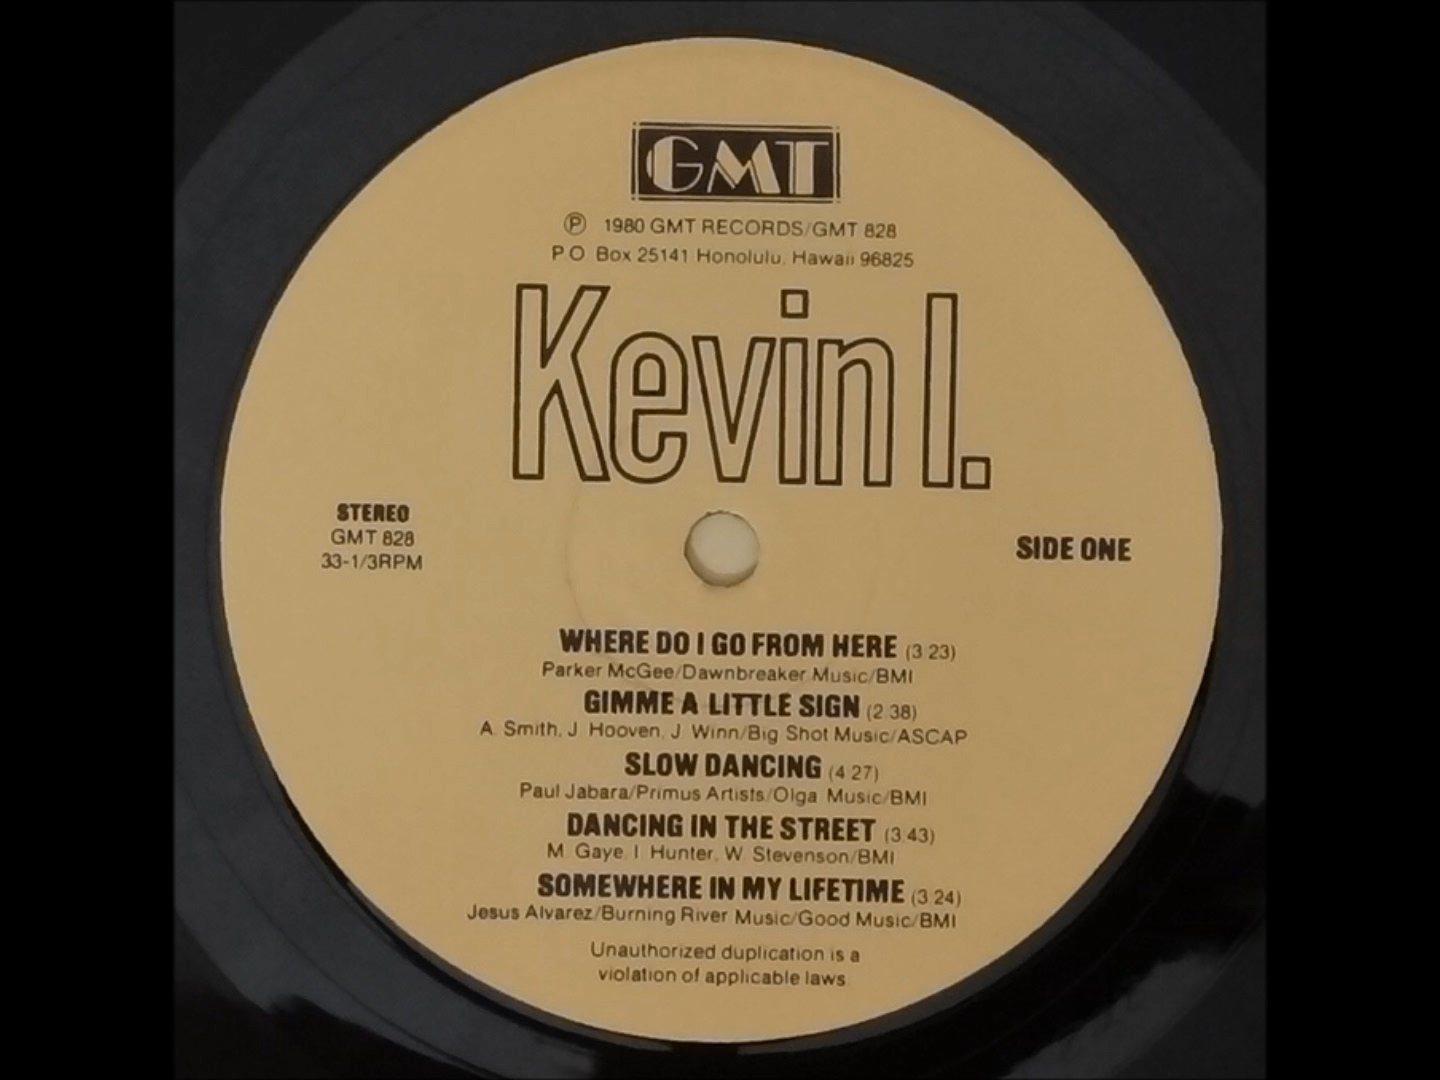 GMT
℗ 1980 GMT RECORDS/GMT 828
P.O. Box 25141 Honolulu, Hawaii 96825
Kevin I.
STEREO
GMT 828
33-1/3RPM
SIDE ONE
WHERE DO I GO FROM HERE (3:23)
Parker McGee/Dawnbreaker Music/BMI
GIMME A LITTLE SIGN (2:38)
A. Smith, J. Hooven, J. Winn/Big Shot Music/ASCAP
SLOW DANCING (4:27)
Paul Jabara/Primus Artists/Olga Music/BMI
DANCING IN THE STREET (3:43)
M. Gaye, I. Hunter, W. Stevenson/BMI
SOMEWHERE IN MY LIFETIME (3:24)
Jesus Alvarez/Burning River Music/Good Music/BMI
Unauthorized duplication is a
violation of applicable laws.